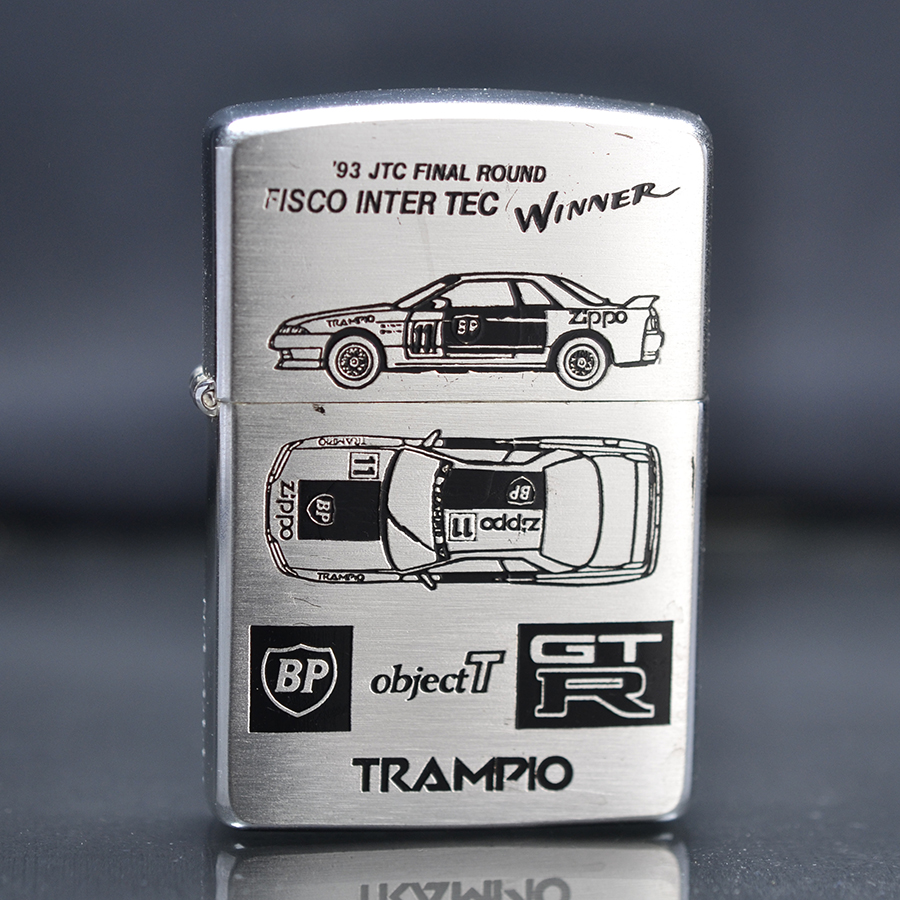 '93 JTC FINAL ROUND
FISCO INTER TEC WINNER
TRAMPIO 11 BP Zippo
TRAMPIO
11
BP
Zippo BP
11 Zippo
TRAMPIO
BP objectT GT
R
TRAMPIO
TRAMPIO